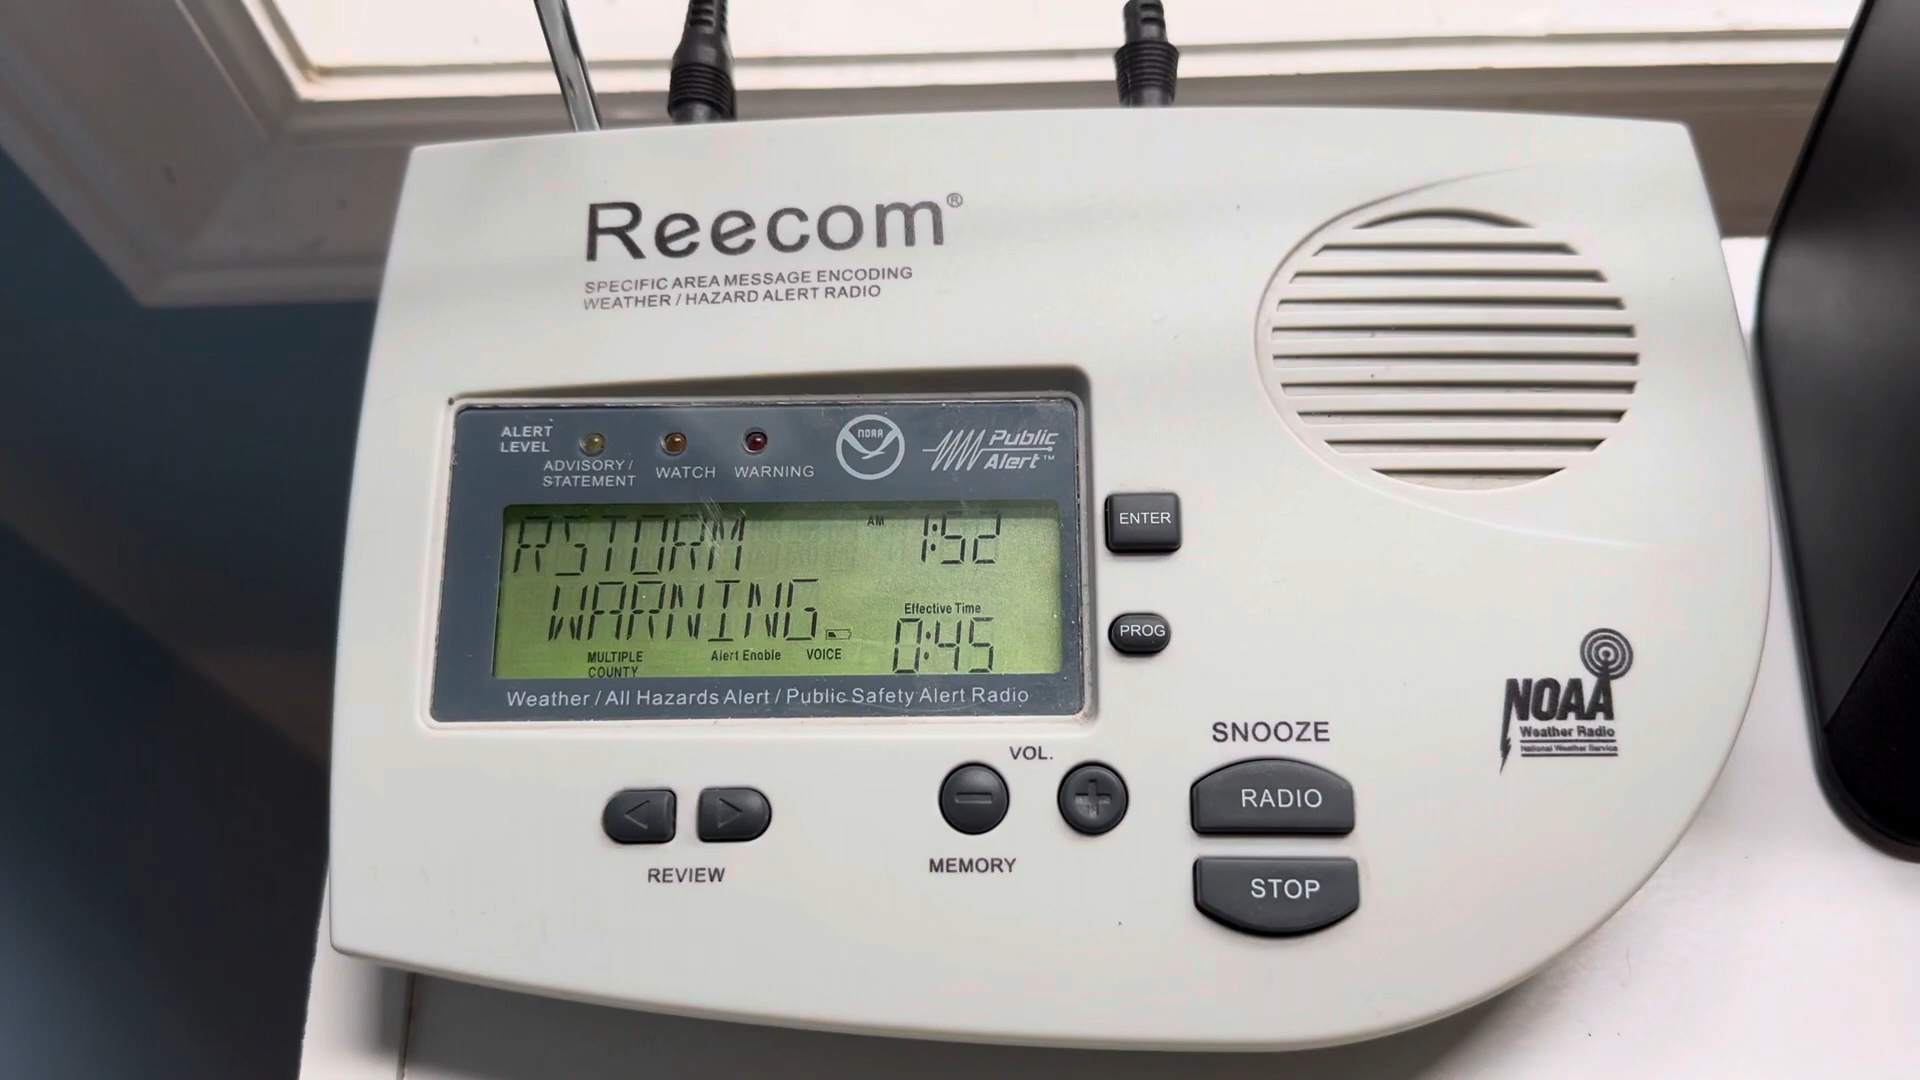 Reecom®
SPECIFIC AREA MESSAGE ENCODING
WEATHER / HAZARD ALERT RADIO
ALERT
LEVEL
ADVISORY /
STATEMENT
WATCH
WARNING
NOAA
Public
Alert™
RSTORM
AM 1:52
WARNING
Effective Time
0:45
MULTIPLE
COUNTY
Alert Enable
VOICE
Weather / All Hazards Alert / Public Safety Alert Radio
ENTER
PROG
NOAA
Weather Radio
National Weather Service
SNOOZE
RADIO
STOP
VOL.
MEMORY
REVIEW